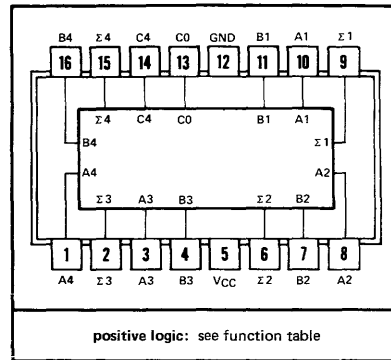 B4 Σ4 C4 C0 GND B1 A1 Σ1
16 15 14 13 12 11 10 9
Σ4 C4 C0 B1 A1
B4 Σ1
A4 A2
Σ3 A3 B3 Σ2 B2
1 2 3 4 5 6 7 8
A4 Σ3 A3 B3 VCC Σ2 B2 A2
positive logic: see function table